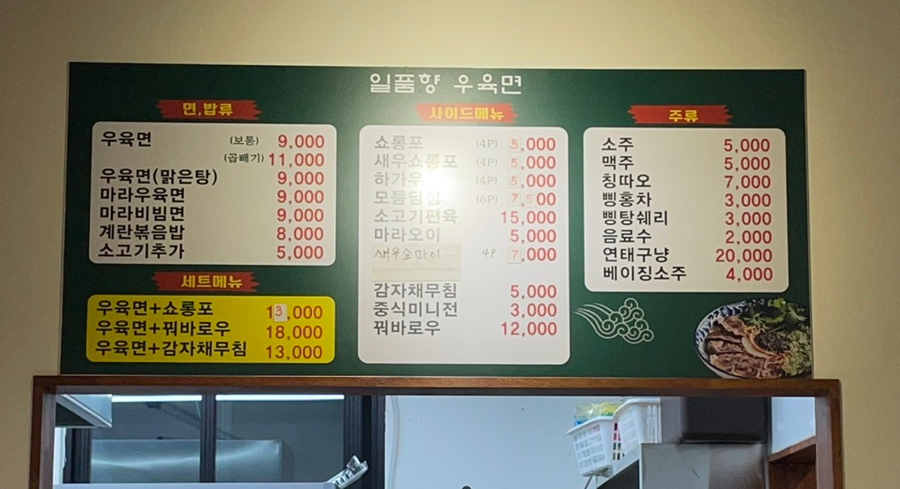 일품향 우육면
면,밥류
우육면 (보통) 9,000
(곱빼기) 11,000
우육면(맑은탕) 9,000
마라우육면 9,000
마라비빔면 9,000
계란볶음밥 8,000
소고기추가 5,000
세트메뉴
우육면+쇼롱포 13,000
우육면+꿔바로우 18,000
우육면+감자채무침 13,000
사이드메뉴
쇼롱포 (4P) 5,000
새우쇼롱포 (4P) 5,000
하가우 (4P) 5,000
모듬딤섬 (6P) 7,500
소고기편육 15,000
마라오이 5,000
새우쇼마이 4P 7,000
감자채무침 5,000
중식미니전 3,000
꿔바로우 12,000
주류
소주 5,000
맥주 5,000
칭따오 7,000
삥홍차 3,000
삥탕쉐리 3,000
음료수 2,000
연태구냥 20,000
베이징소주 4,000